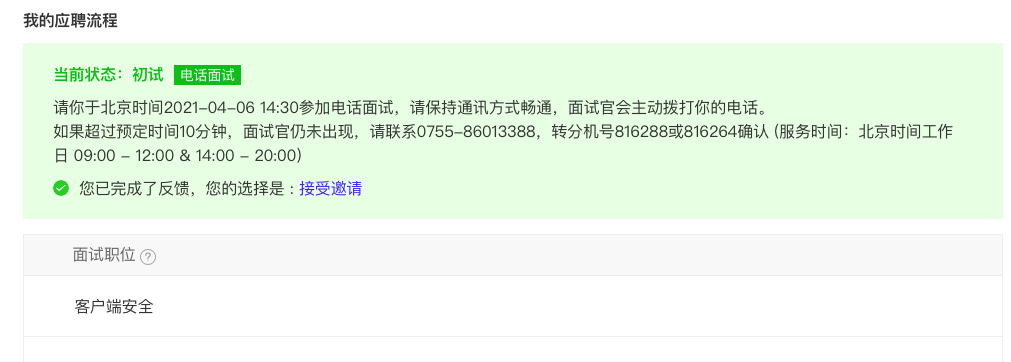 我的应聘流程
当前状态：初试 电话面试
请你于北京时间2021-04-06 14:30参加电话面试，请保持通讯方式畅通，面试官会主动拨打你的电话。
如果超过预定时间10分钟，面试官仍未出现，请联系0755-86013388，转分机号816288或816264确认 (服务时间：北京时间工作
日 09:00 - 12:00 & 14:00 - 20:00)
您已完成了反馈，您的选择是 : 接受邀请
面试职位 ?
客户端安全